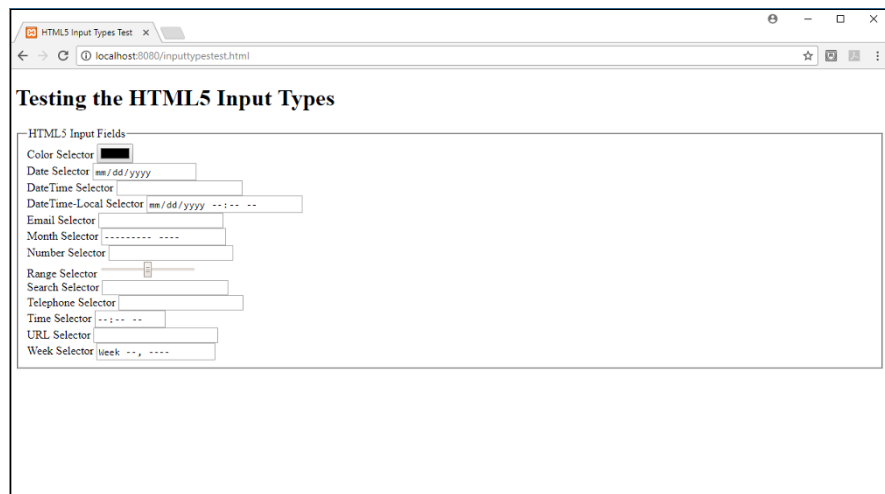 HTML5 Input Types Test
localhost:8080/inputtypestest.html
Testing the HTML5 Input Types
HTML5 Input Fields
Color Selector
Date Selector mm/dd/yyyy
DateTime Selector
DateTime-Local Selector mm/dd/yyyy --:-- --
Email Selector
Month Selector --------- ----
Number Selector
Range Selector
Search Selector
Telephone Selector
Time Selector --:-- --
URL Selector
Week Selector Week --, ----